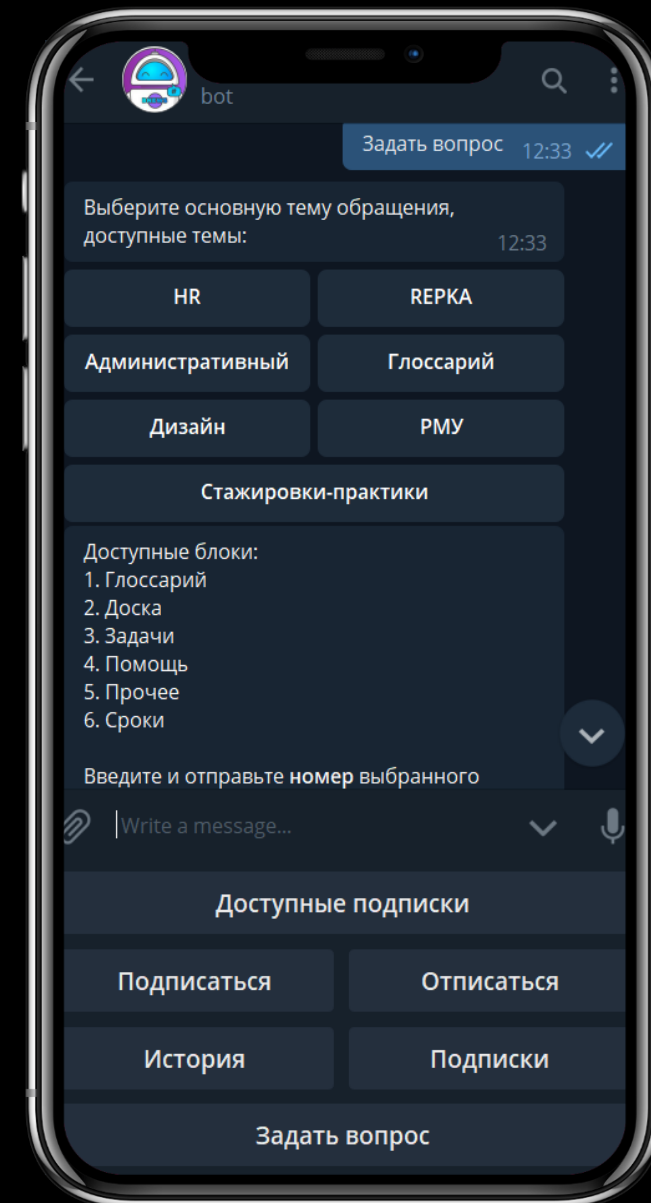 bot
Задать вопрос 12:33
Выберите основную тему обращения,
доступные темы: 12:33
HR REPKA
Административный Глоссарий
Дизайн РМУ
Стажировки-практики
Доступные блоки:
1. Глоссарий
2. Доска
3. Задачи
4. Помощь
5. Прочее
6. Сроки
Введите и отправьте номер выбранного
Write a message...
Доступные подписки
Подписаться Отписаться
История Подписки
Задать вопрос